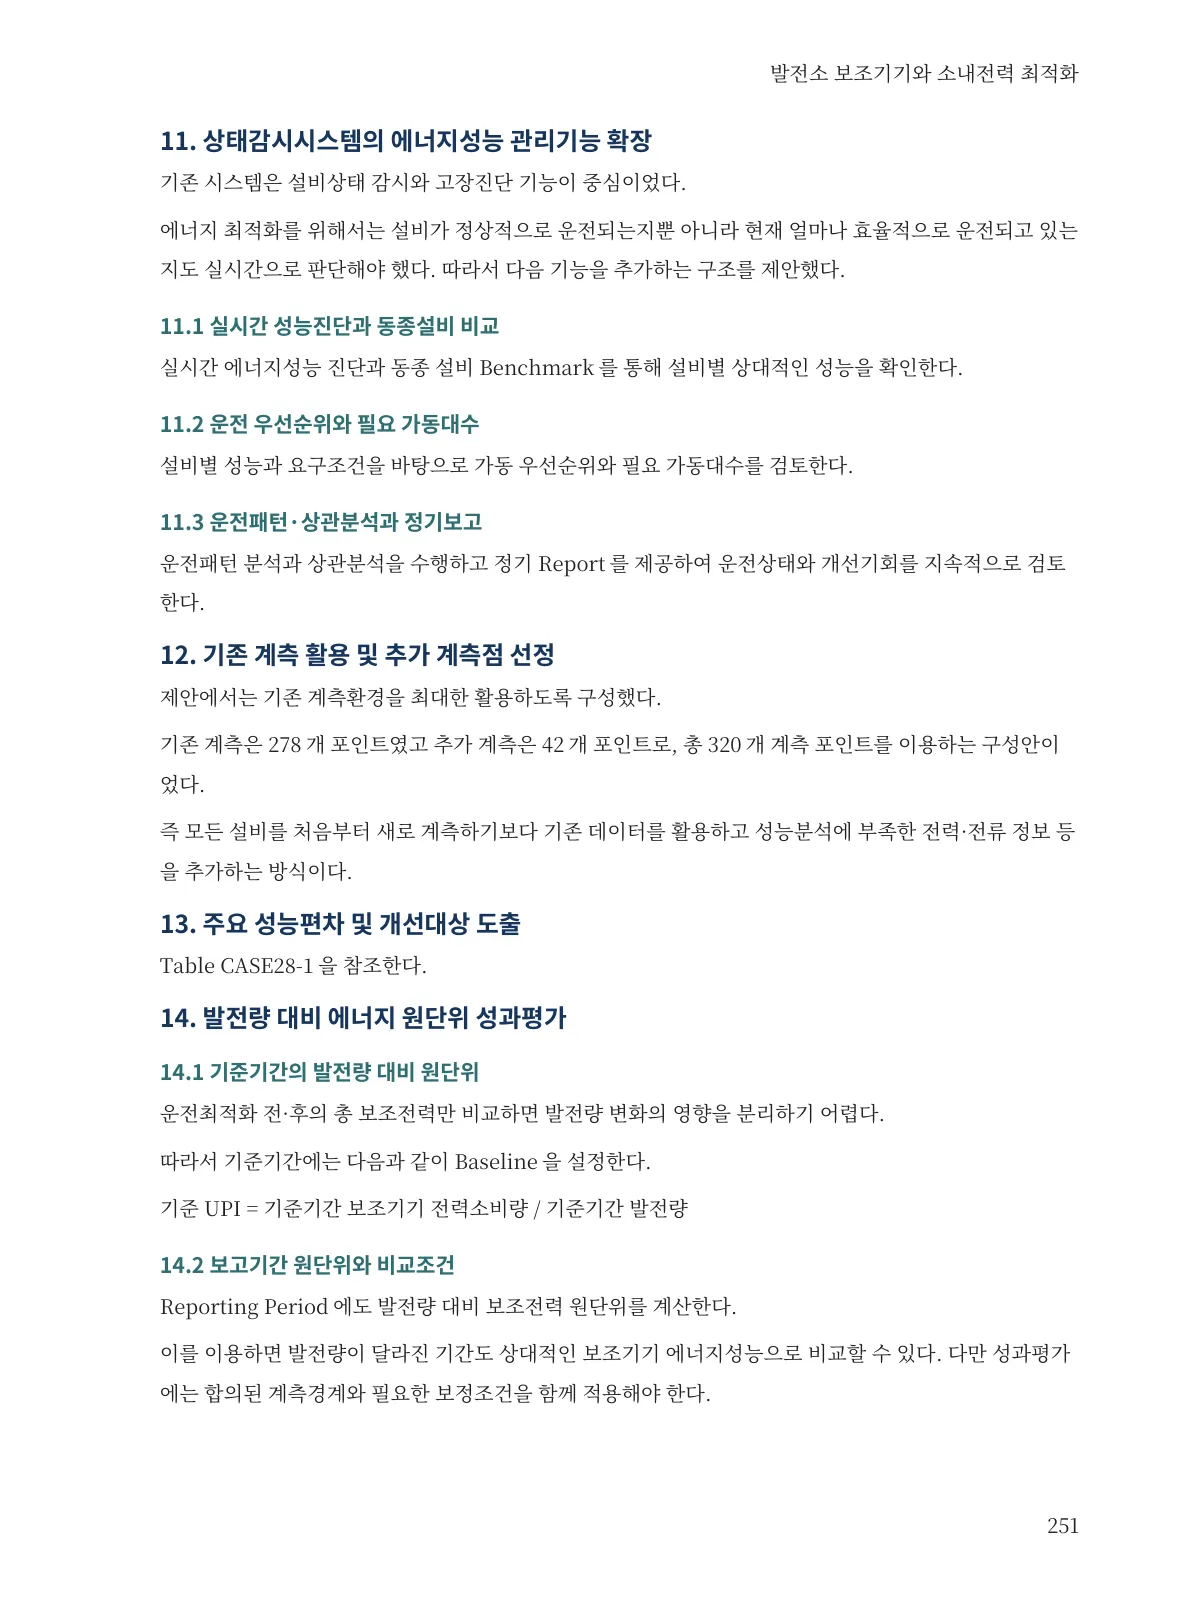 발전소 보조기기와 소내전력 최적화
11. 상태감시시스템의 에너지성능 관리기능 확장
기존 시스템은 설비상태 감시와 고장진단 기능이 중심이었다.
에너지 최적화를 위해서는 설비가 정상적으로 운전되는지뿐 아니라 현재 얼마나 효율적으로 운전되고 있는
지도 실시간으로 판단해야 했다. 따라서 다음 기능을 추가하는 구조를 제안했다.
11.1 실시간 성능진단과 동종설비 비교
실시간 에너지성능 진단과 동종 설비 Benchmark 를 통해 설비별 상대적인 성능을 확인한다.
11.2 운전 우선순위와 필요 가동대수
설비별 성능과 요구조건을 바탕으로 가동 우선순위와 필요 가동대수를 검토한다.
11.3 운전패턴·상관분석과 정기보고
운전패턴 분석과 상관분석을 수행하고 정기 Report 를 제공하여 운전상태와 개선기회를 지속적으로 검토
한다.
12. 기존 계측 활용 및 추가 계측점 선정
제안에서는 기존 계측환경을 최대한 활용하도록 구성했다.
기존 계측은 278 개 포인트였고 추가 계측은 42 개 포인트로, 총 320 개 계측 포인트를 이용하는 구성안이
었다.
즉 모든 설비를 처음부터 새로 계측하기보다 기존 데이터를 활용하고 성능분석에 부족한 전력·전류 정보 등
을 추가하는 방식이다.
13. 주요 성능편차 및 개선대상 도출
Table CASE28-1 을 참조한다.
14. 발전량 대비 에너지 원단위 성과평가
14.1 기준기간의 발전량 대비 원단위
운전최적화 전·후의 총 보조전력만 비교하면 발전량 변화의 영향을 분리하기 어렵다.
따라서 기준기간에는 다음과 같이 Baseline 을 설정한다.
기준 UPI = 기준기간 보조기기 전력소비량 / 기준기간 발전량
14.2 보고기간 원단위와 비교조건
Reporting Period 에도 발전량 대비 보조전력 원단위를 계산한다.
이를 이용하면 발전량이 달라진 기간도 상대적인 보조기기 에너지성능으로 비교할 수 있다. 다만 성과평가
에는 합의된 계측경계와 필요한 보정조건을 함께 적용해야 한다.
251